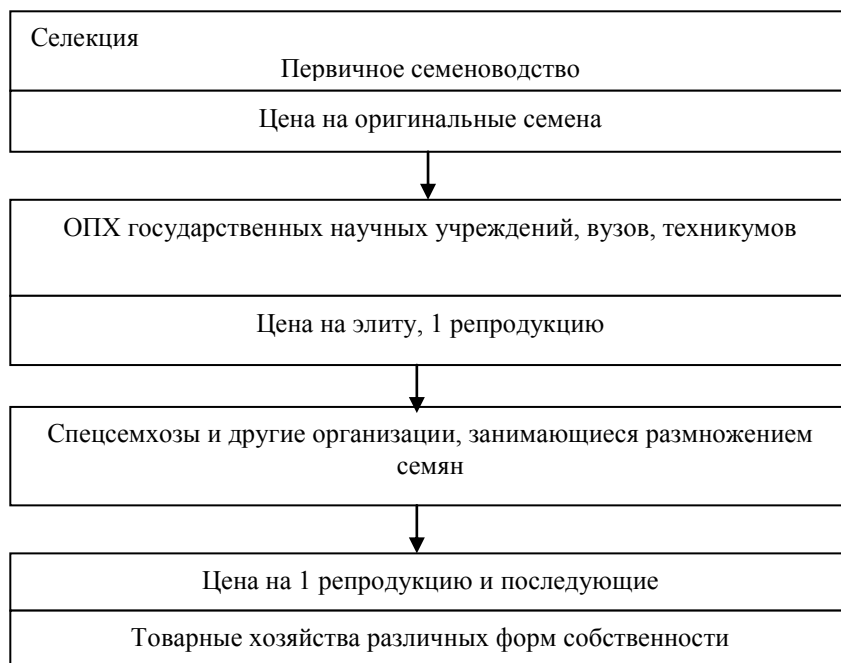 Селекция
Первичное семеноводство
Цена на оригинальные семена
ОПХ государственных научных учреждений, вузов, техникумов
Цена на элиту, 1 репродукцию
Спецсемхозы и другие организации, занимающиеся размножением
семян
Цена на 1 репродукцию и последующие
Товарные хозяйства различных форм собственности